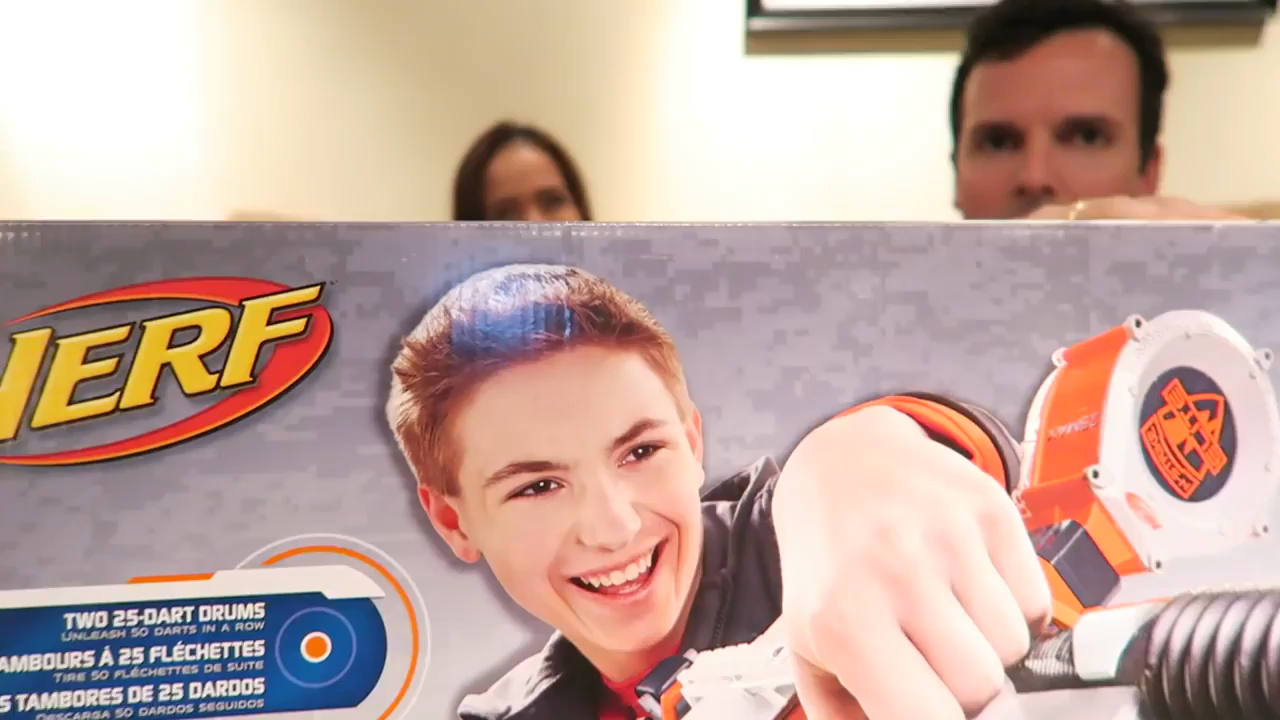 NERF
TWO 25-DART DRUMS
UNLEASH 50 DARTS IN A ROW
AMBOURS À 25 FLÉCHETTES
TIRE 50 FLÉCHETTES DE SUITE
S TAMBORES DE 25 DARDOS
DESCARGA 50 DARDOS SEGUIDOS